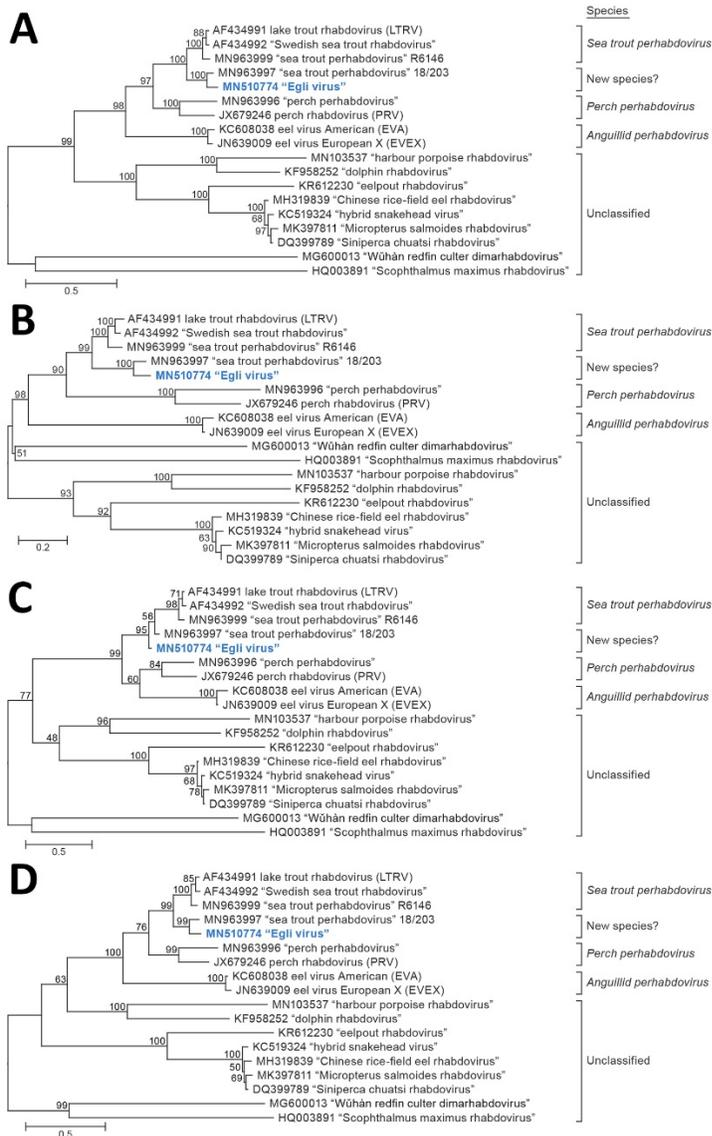 Species
A
88
AF434991 lake trout rhabdovirus (LTRV)
100
AF434992 “Swedish sea trout rhabdovirus”
Sea trout perhabdovirus
100
MN963999 “sea trout perhabdovirus” R6146
97
100
MN963997 “sea trout perhabdovirus” 18/203
New species?
MN510774 “Egli virus”
98
100
MN963996 “perch perhabdovirus”
Perch perhabdovirus
JX679246 perch rhabdovirus (PRV)
99
100
KC608038 eel virus American (EVA)
Anguillid perhabdovirus
JN639009 eel virus European X (EVEX)
100
MN103537 “harbour porpoise rhabdovirus”
KF958252 “dolphin rhabdovirus”
100
100
KR612230 “eelpout rhabdovirus”
100
MH319839 “Chinese rice-field eel rhabdovirus”
68
KC519324 “hybrid snakehead virus”
Unclassified
97
MK397811 “Micropterus salmoides rhabdovirus”
DQ399789 “Siniperca chuatsi rhabdovirus”
MG600013 “Wǔhàn redfin culter dimarhabdovirus”
HQ003891 “Scophthalmus maximus rhabdovirus”
0.5
B
100
AF434991 lake trout rhabdovirus (LTRV)
100
AF434992 “Swedish sea trout rhabdovirus”
Sea trout perhabdovirus
99
MN963999 “sea trout perhabdovirus” R6146
90
100
MN963997 “sea trout perhabdovirus” 18/203
New species?
MN510774 “Egli virus”
98
100
MN963996 “perch perhabdovirus”
Perch perhabdovirus
JX679246 perch rhabdovirus (PRV)
100
KC608038 eel virus American (EVA)
Anguillid perhabdovirus
JN639009 eel virus European X (EVEX)
51
MG600013 “Wǔhàn redfin culter dimarhabdovirus”
HQ003891 “Scophthalmus maximus rhabdovirus”
100
MN103537 “harbour porpoise rhabdovirus”
93
KF958252 “dolphin rhabdovirus”
Unclassified
92
KR612230 “eelpout rhabdovirus”
100
MH319839 “Chinese rice-field eel rhabdovirus”
63
KC519324 “hybrid snakehead virus”
90
MK397811 “Micropterus salmoides rhabdovirus”
DQ399789 “Siniperca chuatsi rhabdovirus”
0.2
C
71
AF434991 lake trout rhabdovirus (LTRV)
98
AF434992 “Swedish sea trout rhabdovirus”
Sea trout perhabdovirus
56
MN963999 “sea trout perhabdovirus” R6146
95
MN963997 “sea trout perhabdovirus” 18/203
New species?
MN510774 “Egli virus”
99
84
MN963996 “perch perhabdovirus”
Perch perhabdovirus
60
JX679246 perch rhabdovirus (PRV)
100
KC608038 eel virus American (EVA)
Anguillid perhabdovirus
JN639009 eel virus European X (EVEX)
77
96
MN103537 “harbour porpoise rhabdovirus”
KF958252 “dolphin rhabdovirus”
48
100
KR612230 “eelpout rhabdovirus”
97
MH319839 “Chinese rice-field eel rhabdovirus”
68
KC519324 “hybrid snakehead virus”
Unclassified
78
MK397811 “Micropterus salmoides rhabdovirus”
DQ399789 “Siniperca chuatsi rhabdovirus”
MG600013 “Wǔhàn redfin culter dimarhabdovirus”
HQ003891 “Scophthalmus maximus rhabdovirus”
0.5
D
85
AF434991 lake trout rhabdovirus (LTRV)
100
AF434992 “Swedish sea trout rhabdovirus”
Sea trout perhabdovirus
99
MN963999 “sea trout perhabdovirus” R6146
76
99
MN963997 “sea trout perhabdovirus” 18/203
New species?
MN510774 “Egli virus”
100
99
MN963996 “perch perhabdovirus”
Perch perhabdovirus
JX679246 perch rhabdovirus (PRV)
63
100
KC608038 eel virus American (EVA)
Anguillid perhabdovirus
JN639009 eel virus European X (EVEX)
100
MN103537 “harbour porpoise rhabdovirus”
KF958252 “dolphin rhabdovirus”
100
KR612230 “eelpout rhabdovirus”
100
KC519324 “hybrid snakehead virus”
50
MH319839 “Chinese rice-field eel rhabdovirus”
Unclassified
69
MK397811 “Micropterus salmoides rhabdovirus”
DQ399789 “Siniperca chuatsi rhabdovirus”
99
MG600013 “Wǔhàn redfin culter dimarhabdovirus”
HQ003891 “Scophthalmus maximus rhabdovirus”
0.5